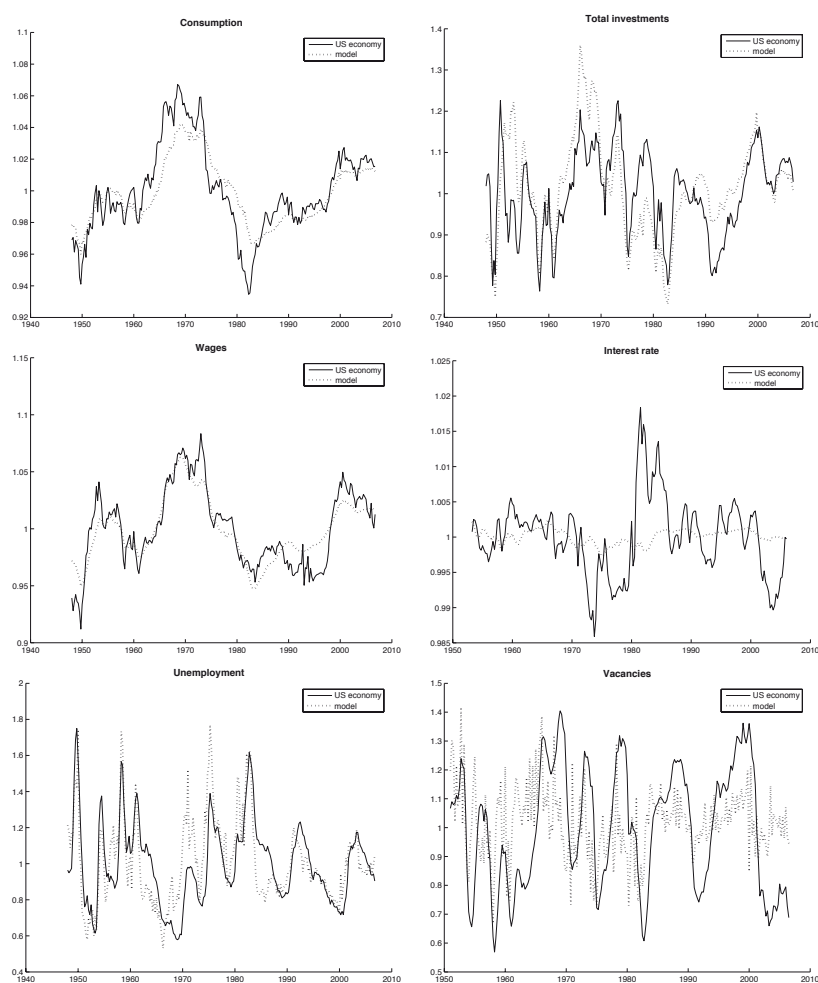 Consumption
1.1
1.08
1.06
1.04
1.02
1
0.98
0.96
0.94
0.92
1940 1950 1960 1970 1980 1990 2000 2010
US economy
model
Total investments
1.4
1.3
1.2
1.1
1
0.9
0.8
0.7
1940 1950 1960 1970 1980 1990 2000 2010
US economy
model
Wages
1.15
1.1
1.05
1
0.95
0.9
1940 1950 1960 1970 1980 1990 2000 2010
US economy
model
Interest rate
1.025
1.02
1.015
1.01
1.005
1
0.995
0.99
0.985
1950 1960 1970 1980 1990 2000 2010
US economy
model
Unemployment
2
1.8
1.6
1.4
1.2
1
0.8
0.6
0.4
1940 1950 1960 1970 1980 1990 2000 2010
US economy
model
Vacancies
1.5
1.4
1.3
1.2
1.1
1
0.9
0.8
0.7
0.6
0.5
1950 1960 1970 1980 1990 2000 2010
US economy
model